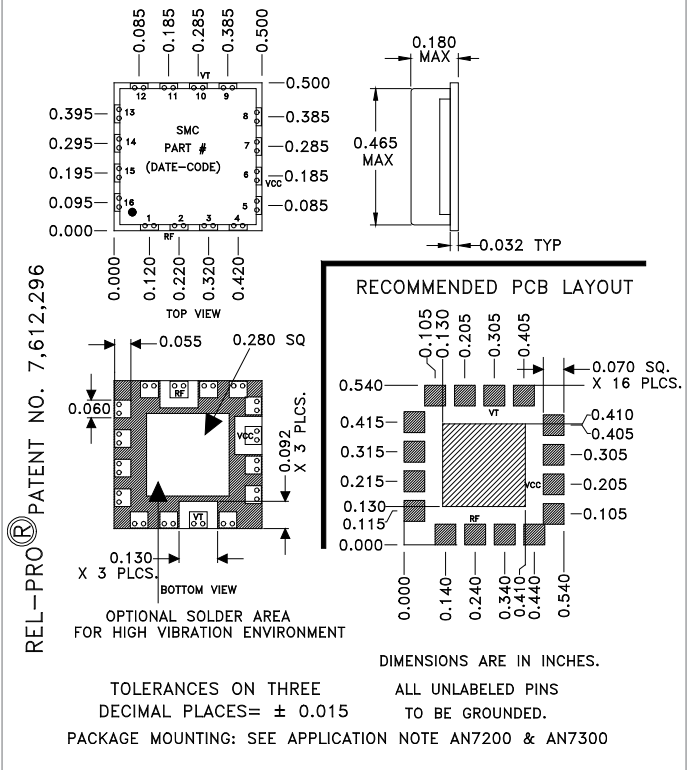 0.085
0.185
0.285
0.385
0.500
VT
12 11 10 9
0.500
0.385
0.285
0.185
0.085
8
7
6
VCC
5
0.395
0.295
0.195
0.095
0.000
13
14
15
16
SMC
PART #
(DATE-CODE)
1 2 3 4
RF
0.000
0.120
0.220
0.320
0.420
TOP VIEW
0.180
MAX
0.465
MAX
0.032 TYP
REL-PRO® PATENT NO. 7,612,296
0.055
0.280 SQ
0.060
RF
VCC
VT
0.092
X 3 PLCS.
0.130
X 3 PLCS.
BOTTOM VIEW
OPTIONAL SOLDER AREA
FOR HIGH VIBRATION ENVIRONMENT
RECOMMENDED PCB LAYOUT
0.105
0.130
0.205
0.305
0.405
0.070 SQ.
X 16 PLCS.
0.540
0.415
0.315
0.215
0.130
0.115
0.000
VT
VCC
RF
0.410
0.405
0.305
0.205
0.105
0.000
0.140
0.240
0.340
0.410
0.440
0.540
DIMENSIONS ARE IN INCHES.
TOLERANCES ON THREE
DECIMAL PLACES= ± 0.015
ALL UNLABELED PINS
TO BE GROUNDED.
PACKAGE MOUNTING: SEE APPLICATION NOTE AN7200 & AN7300